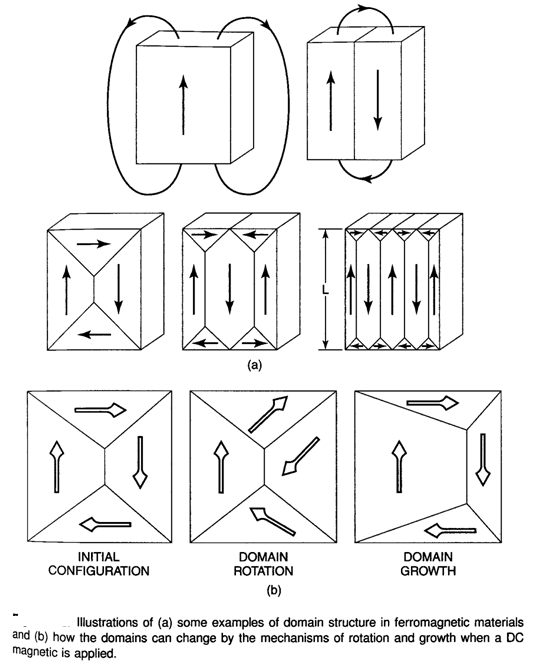 L
(a)
INITIAL
CONFIGURATION
DOMAIN
ROTATION
DOMAIN
GROWTH
(b)
Illustrations of (a) some examples of domain structure in ferromagnetic materials
and (b) how the domains can change by the mechanisms of rotation and growth when a DC
magnetic is applied.